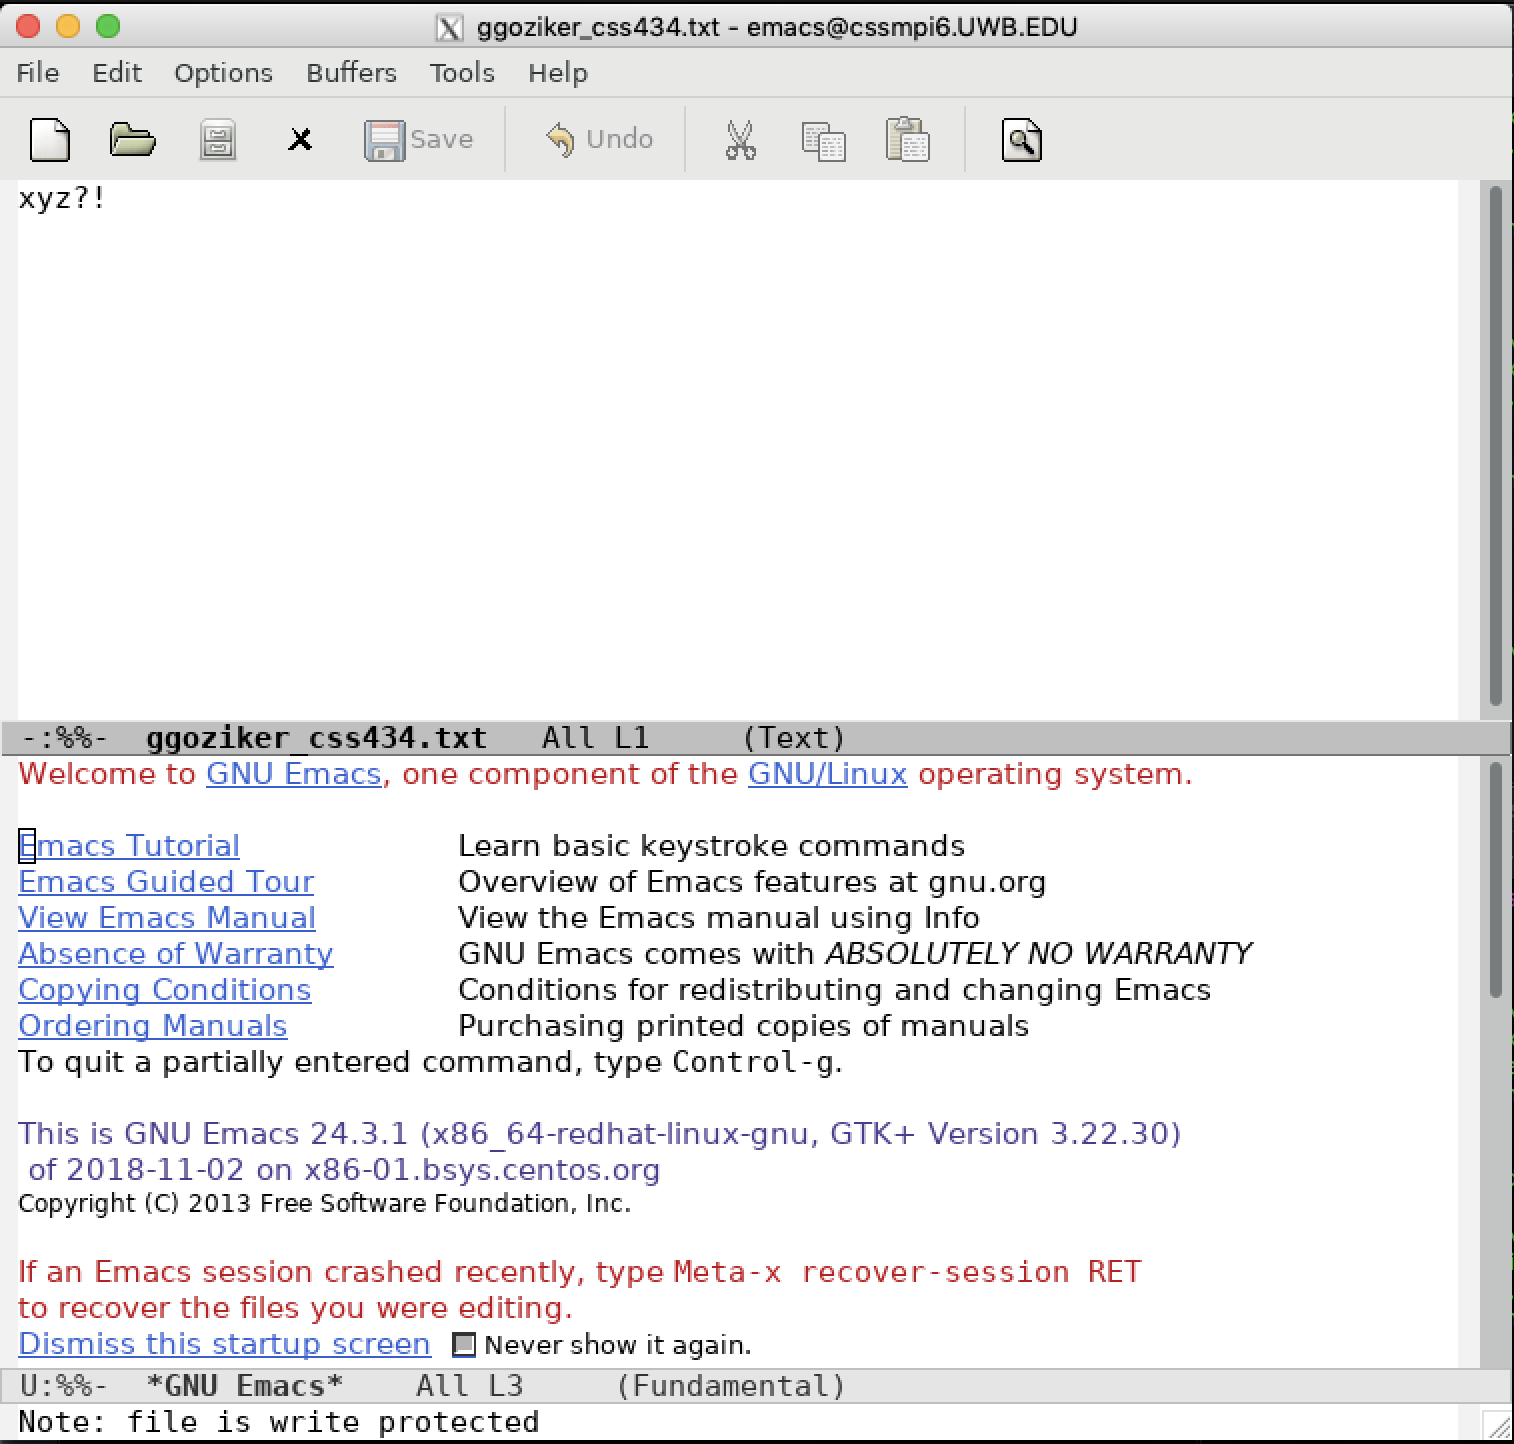 ggoziker_css434.txt – emacs@cssmpi6.UWB.EDU
File Edit Options Buffers Tools Help
Save Undo
xyz?!
-:%%- ggoziker_css434.txt All L1 (Text)
Welcome to GNU Emacs, one component of the GNU/Linux operating system.
Emacs Tutorial Learn basic keystroke commands
Emacs Guided Tour Overview of Emacs features at gnu.org
View Emacs Manual View the Emacs manual using Info
Absence of Warranty GNU Emacs comes with ABSOLUTELY NO WARRANTY
Copying Conditions Conditions for redistributing and changing Emacs
Ordering Manuals Purchasing printed copies of manuals
To quit a partially entered command, type Control-g.
This is GNU Emacs 24.3.1 (x86_64-redhat-linux-gnu, GTK+ Version 3.22.30)
of 2018-11-02 on x86-01.bsys.centos.org
Copyright (C) 2013 Free Software Foundation, Inc.
If an Emacs session crashed recently, type Meta-x recover-session RET
to recover the files you were editing.
Dismiss this startup screen Never show it again.
U:%%- *GNU Emacs* All L3 (Fundamental)
Note: file is write protected